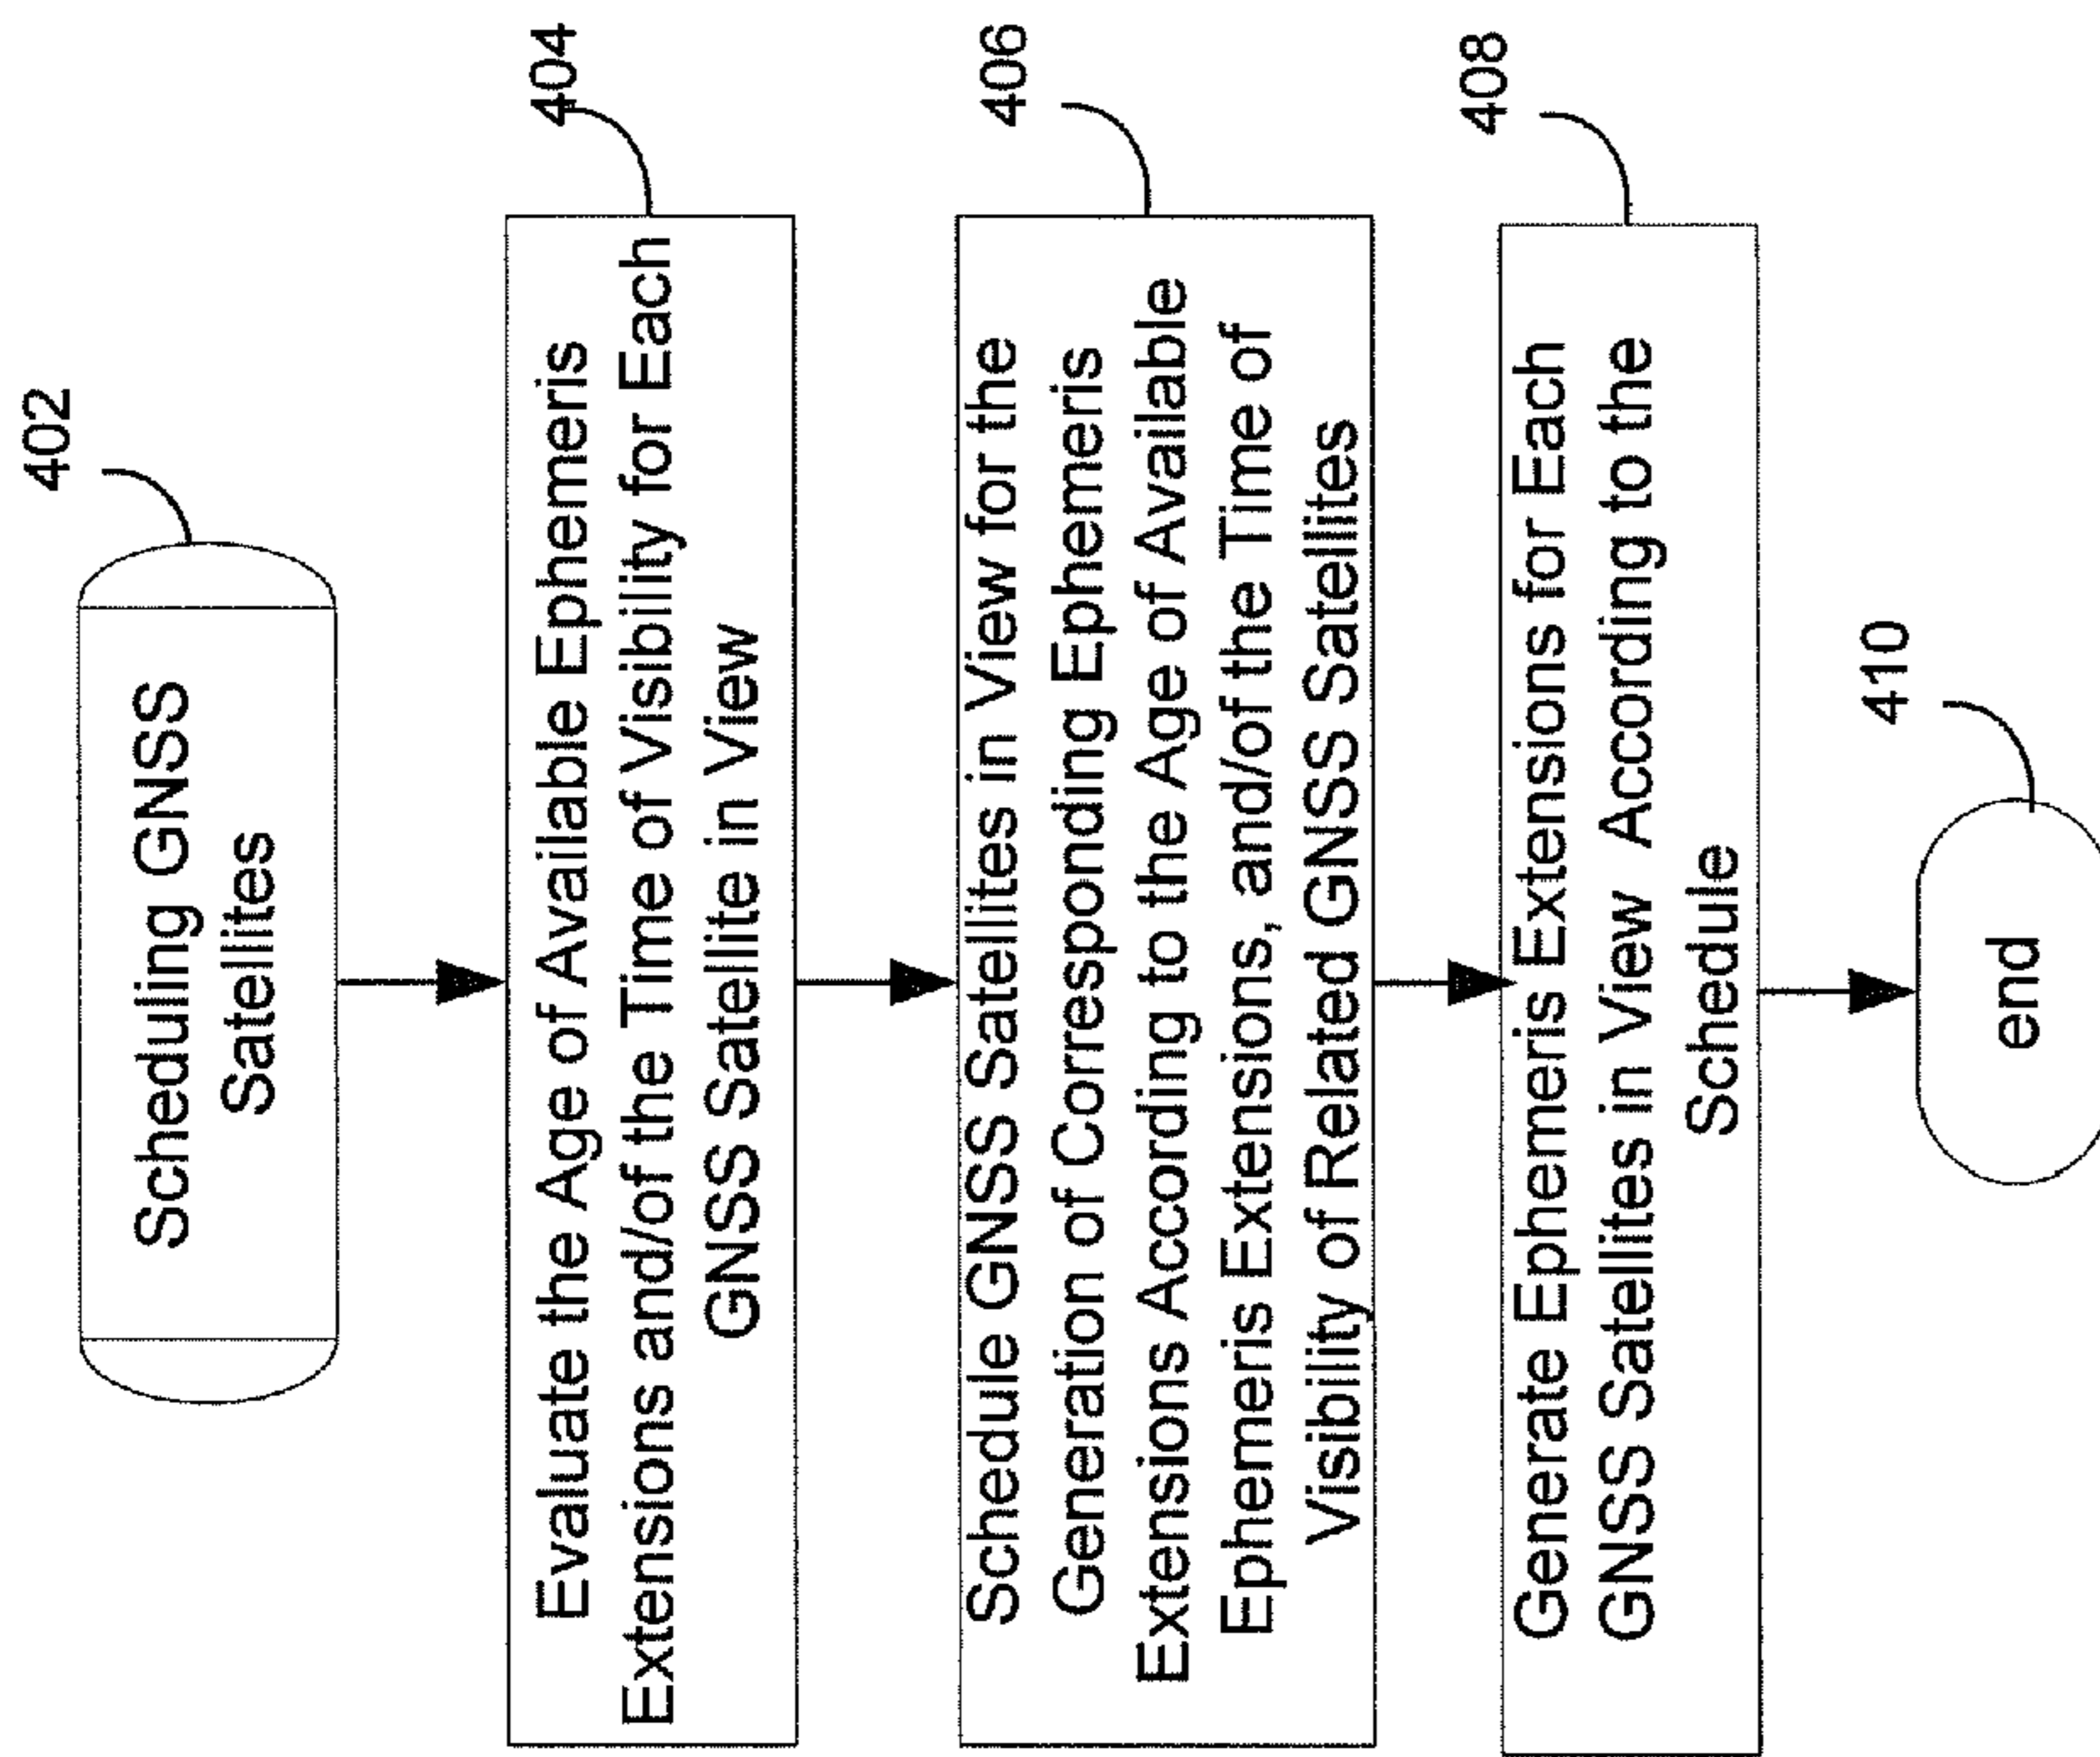 402
Scheduling GNSS
Satellites
404
Evaluate the Age of Available Ephemeris
Extensions and/of the Time of Visibility for Each
GNSS Satellite in View
406
Schedule GNSS Satellites in View for the
Generation of Corresponding Ephemeris
Extensions According to the Age of Available
Ephemeris Extensions, and/of the Time of
Visibility of Related GNSS Satellites
408
Generate Ephemeris Extensions for Each
GNSS Satellites in View According to the
Schedule
410
end